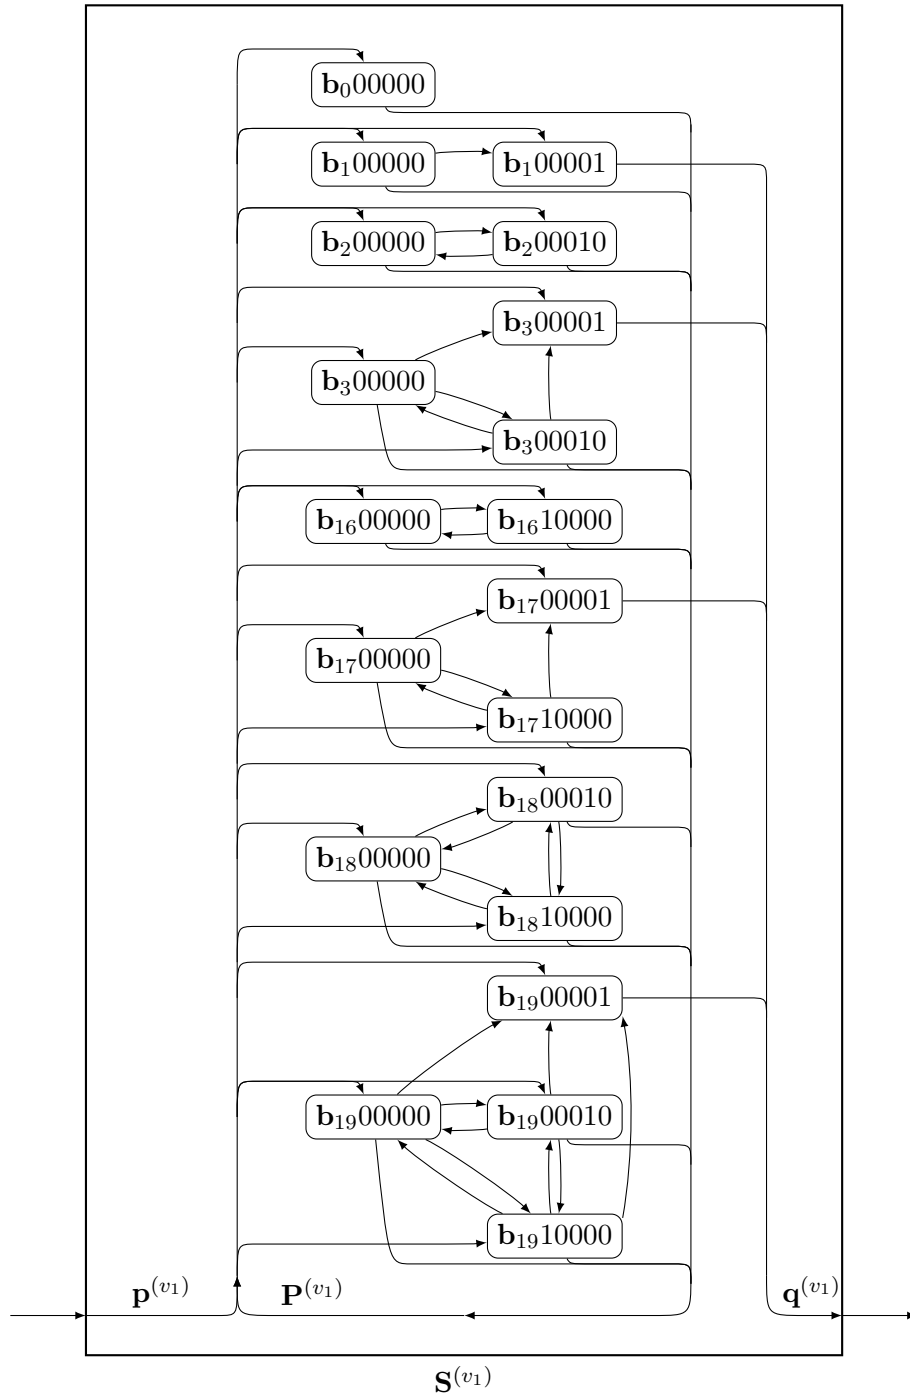 b₀00000
b₁00000 b₁00001
b₂00000 b₂00010
b₃00001
b₃00000
b₃00010
b₁₆00000 b₁₆10000
b₁₇00001
b₁₇00000
b₁₇10000
b₁₈00010
b₁₈00000
b₁₈10000
b₁₉00001
b₁₉00000 b₁₉00010
b₁₉10000
p^(v₁) P^(v₁) q^(v₁)
S^(v₁)